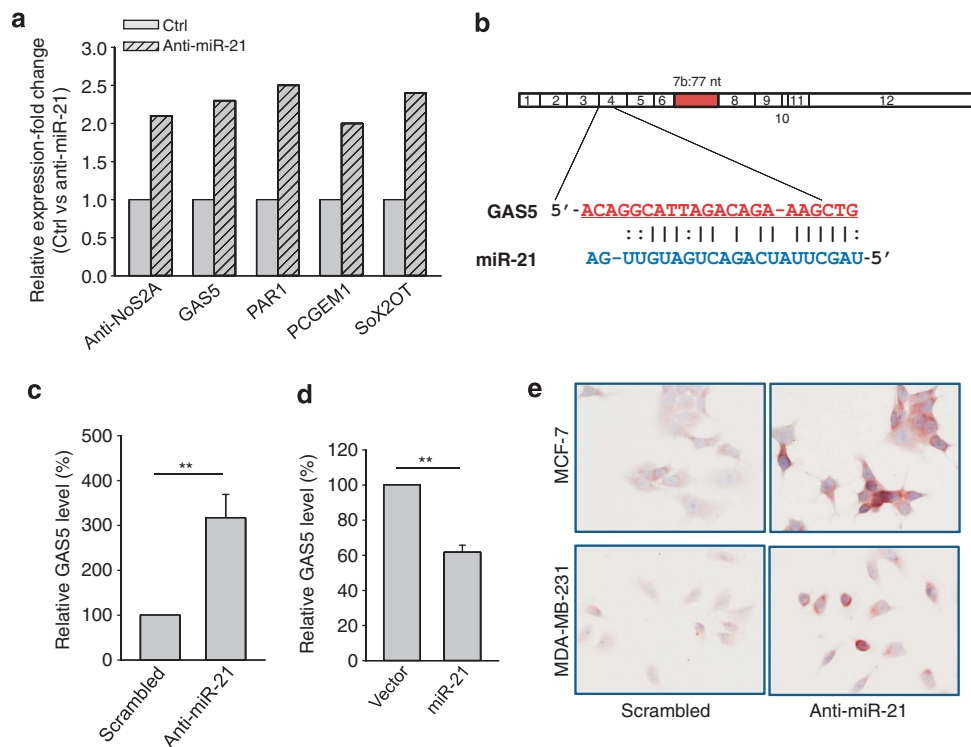 a
Ctrl
Anti-miR-21
Relative expression-fold change
(Ctrl vs anti-miR-21)
3.0
2.5
2.0
1.5
1.0
0.5
0.0
Anti-NoS2A
GAS5
PAR1
PCGEM1
SoX2OT
b
7b:77 nt
1 2 3 4 5 6 8 9 11 12
10
GAS5 5′-ACAGGCATTAGACAGA-AAGCTG
::|||:|| | || |||||:
miR-21 AG-UUGUAGUCAGACUAUUCGAU-5′
c
Relative GAS5 level (%)
500
400
300
200
100
0
**
Scrambled
Anti-miR-21
d
Relative GAS5 level (%)
120
100
80
60
40
20
0
**
Vector
miR-21
e
MCF-7
MDA-MB-231
Scrambled
Anti-miR-21